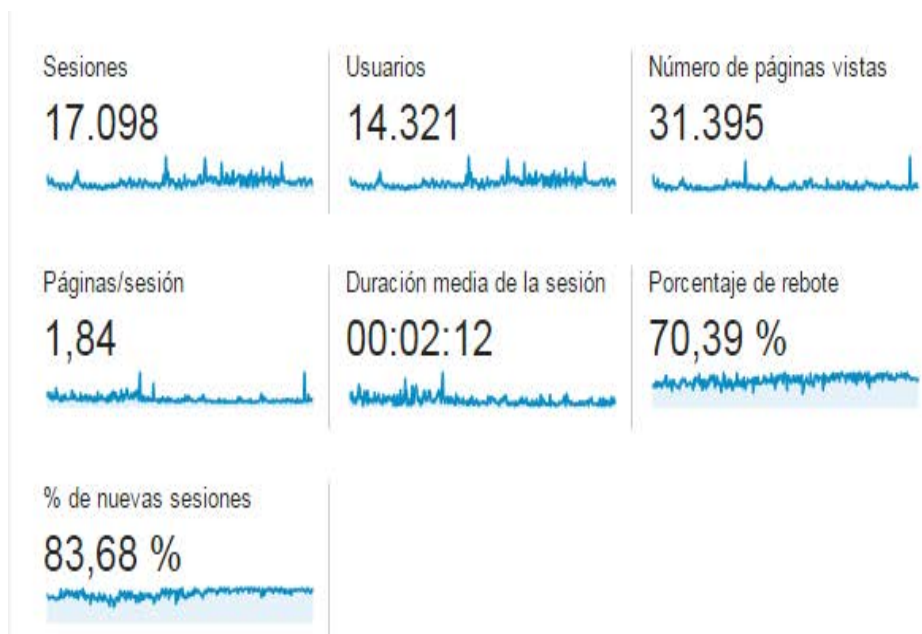 Sesiones
17.098
Usuarios
14.321
Número de páginas vistas
31.395
Páginas/sesión
1,84
Duración media de la sesión
00:02:12
Porcentaje de rebote
70,39 %
% de nuevas sesiones
83,68 %